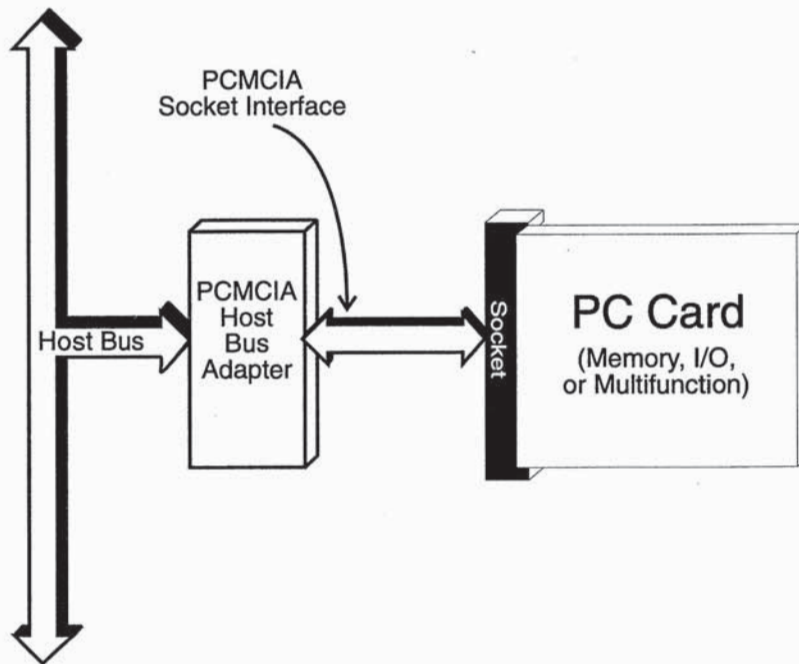 PCMCIA
Socket Interface
Host Bus
PCMCIA
Host
Bus
Adapter
Socket
PC Card
(Memory, I/O,
or Multifunction)